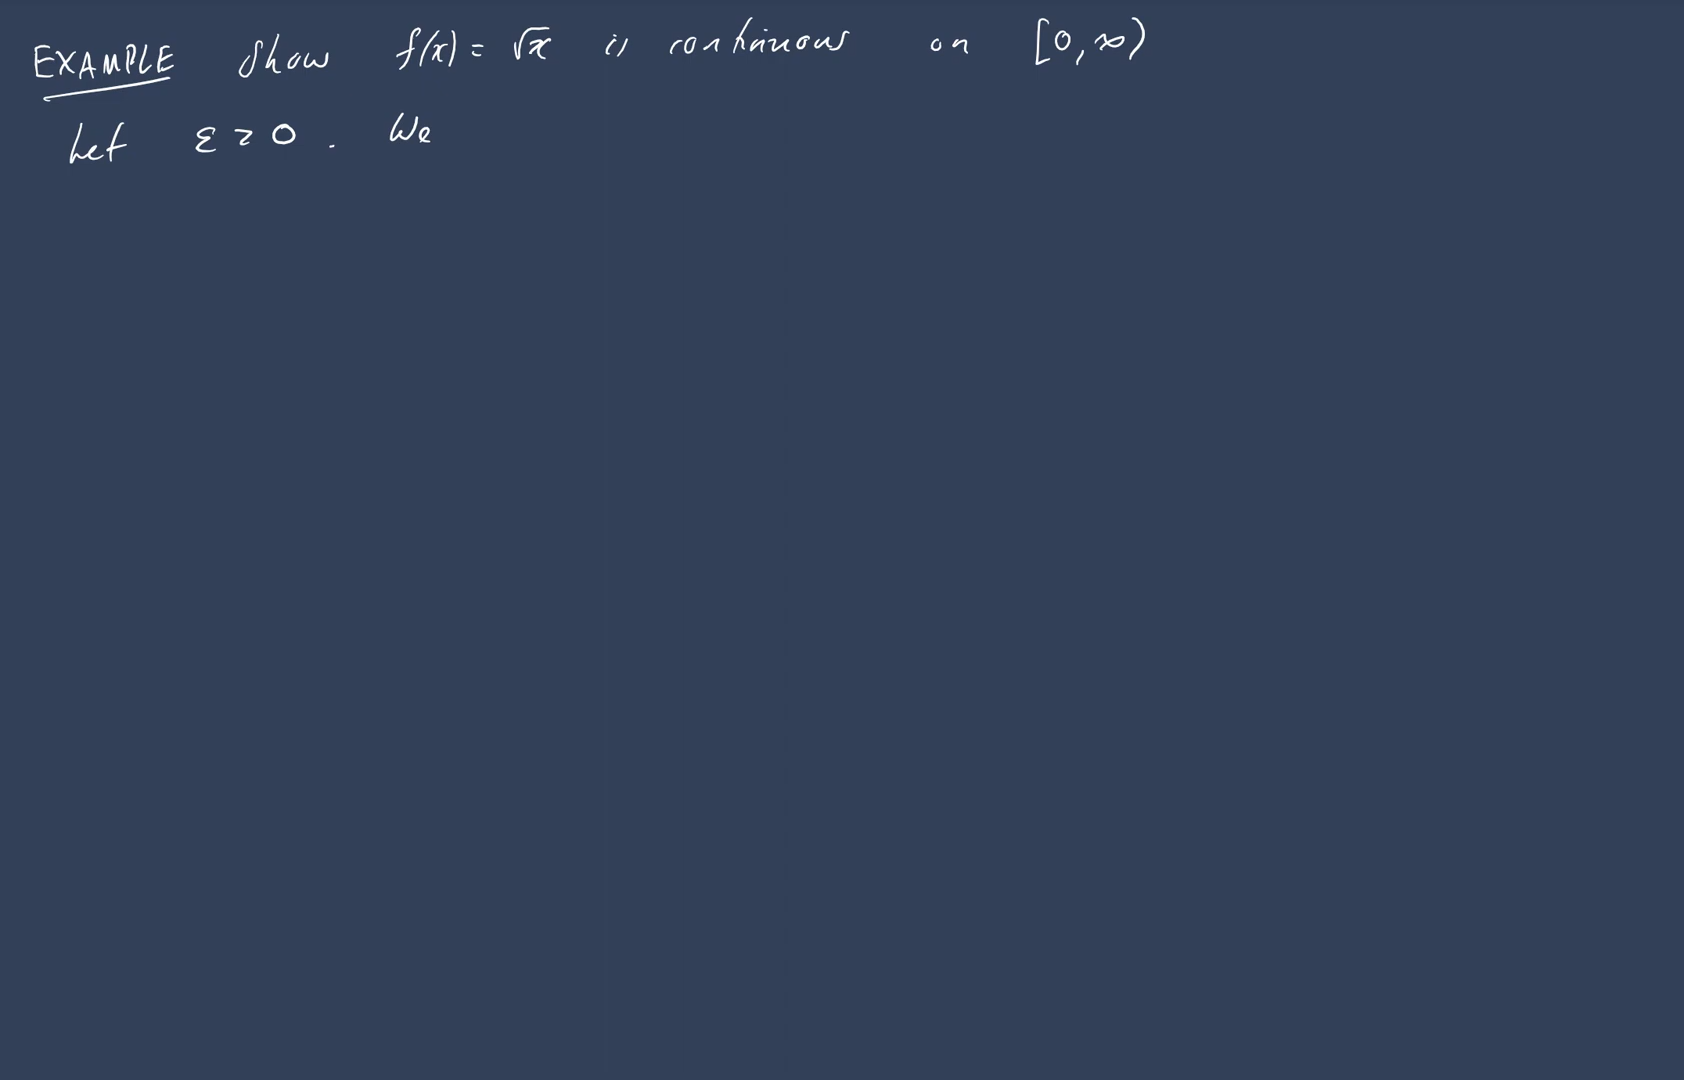 EXAMPLE Show f(x) = √x is continuous on [0, ∞)
Let ε > 0. We